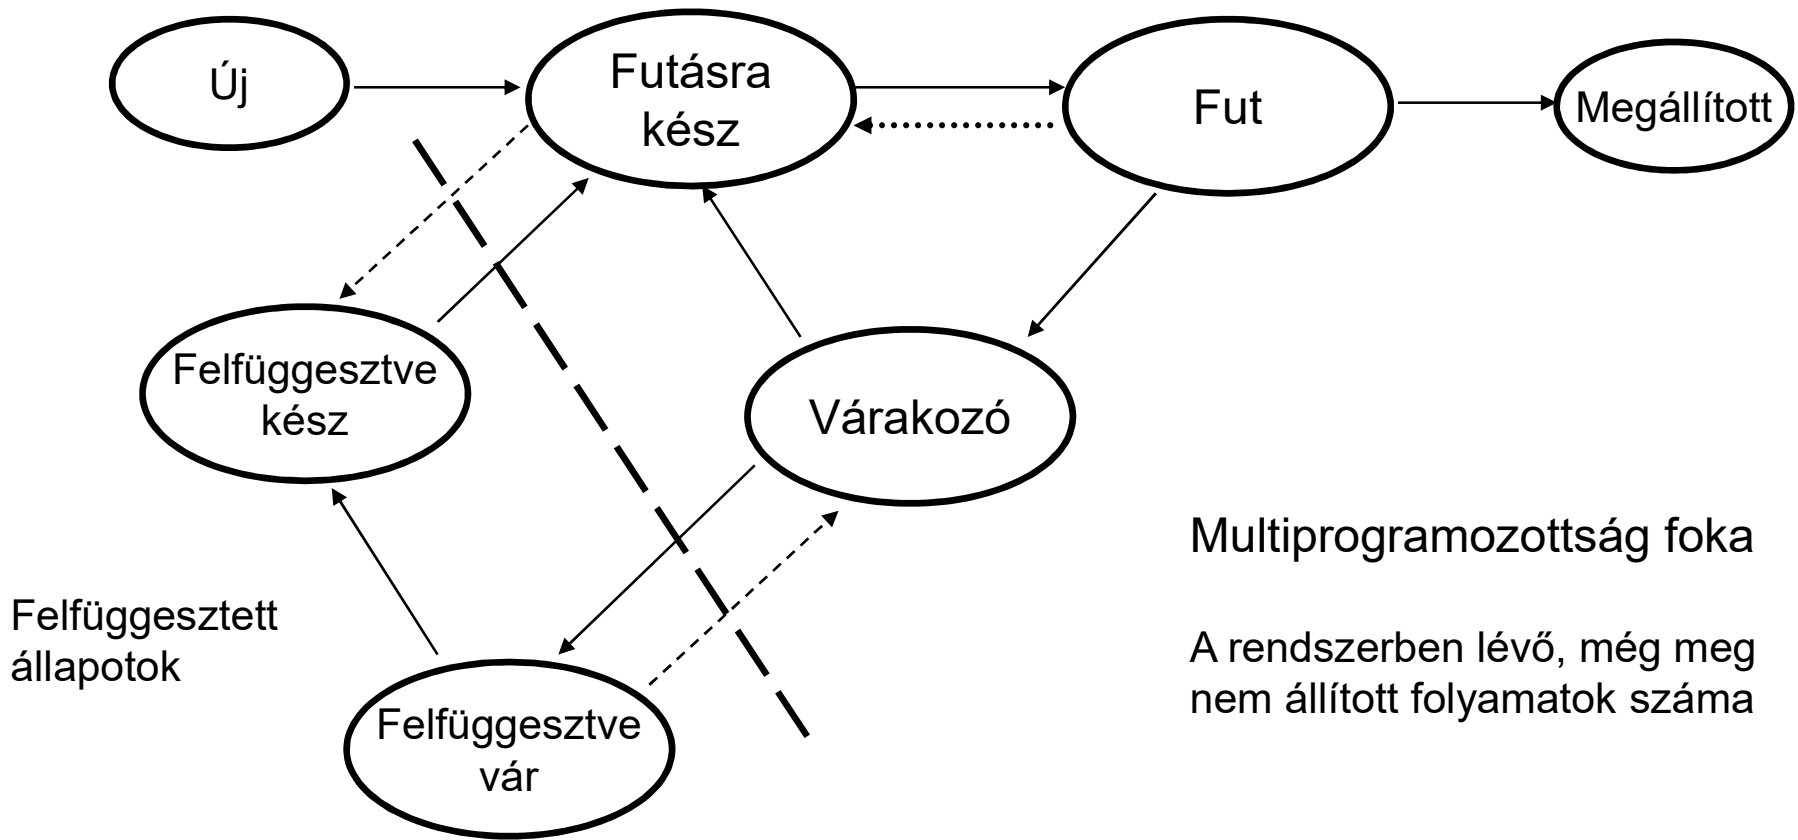 Új
Futásra
kész
Fut
Megállított
Felfüggesztve
kész
Várakozó
Multiprogramozottság foka
Felfüggesztett
állapotok
A rendszerben lévő, még meg
nem állított folyamatok száma
Felfüggesztve
vár